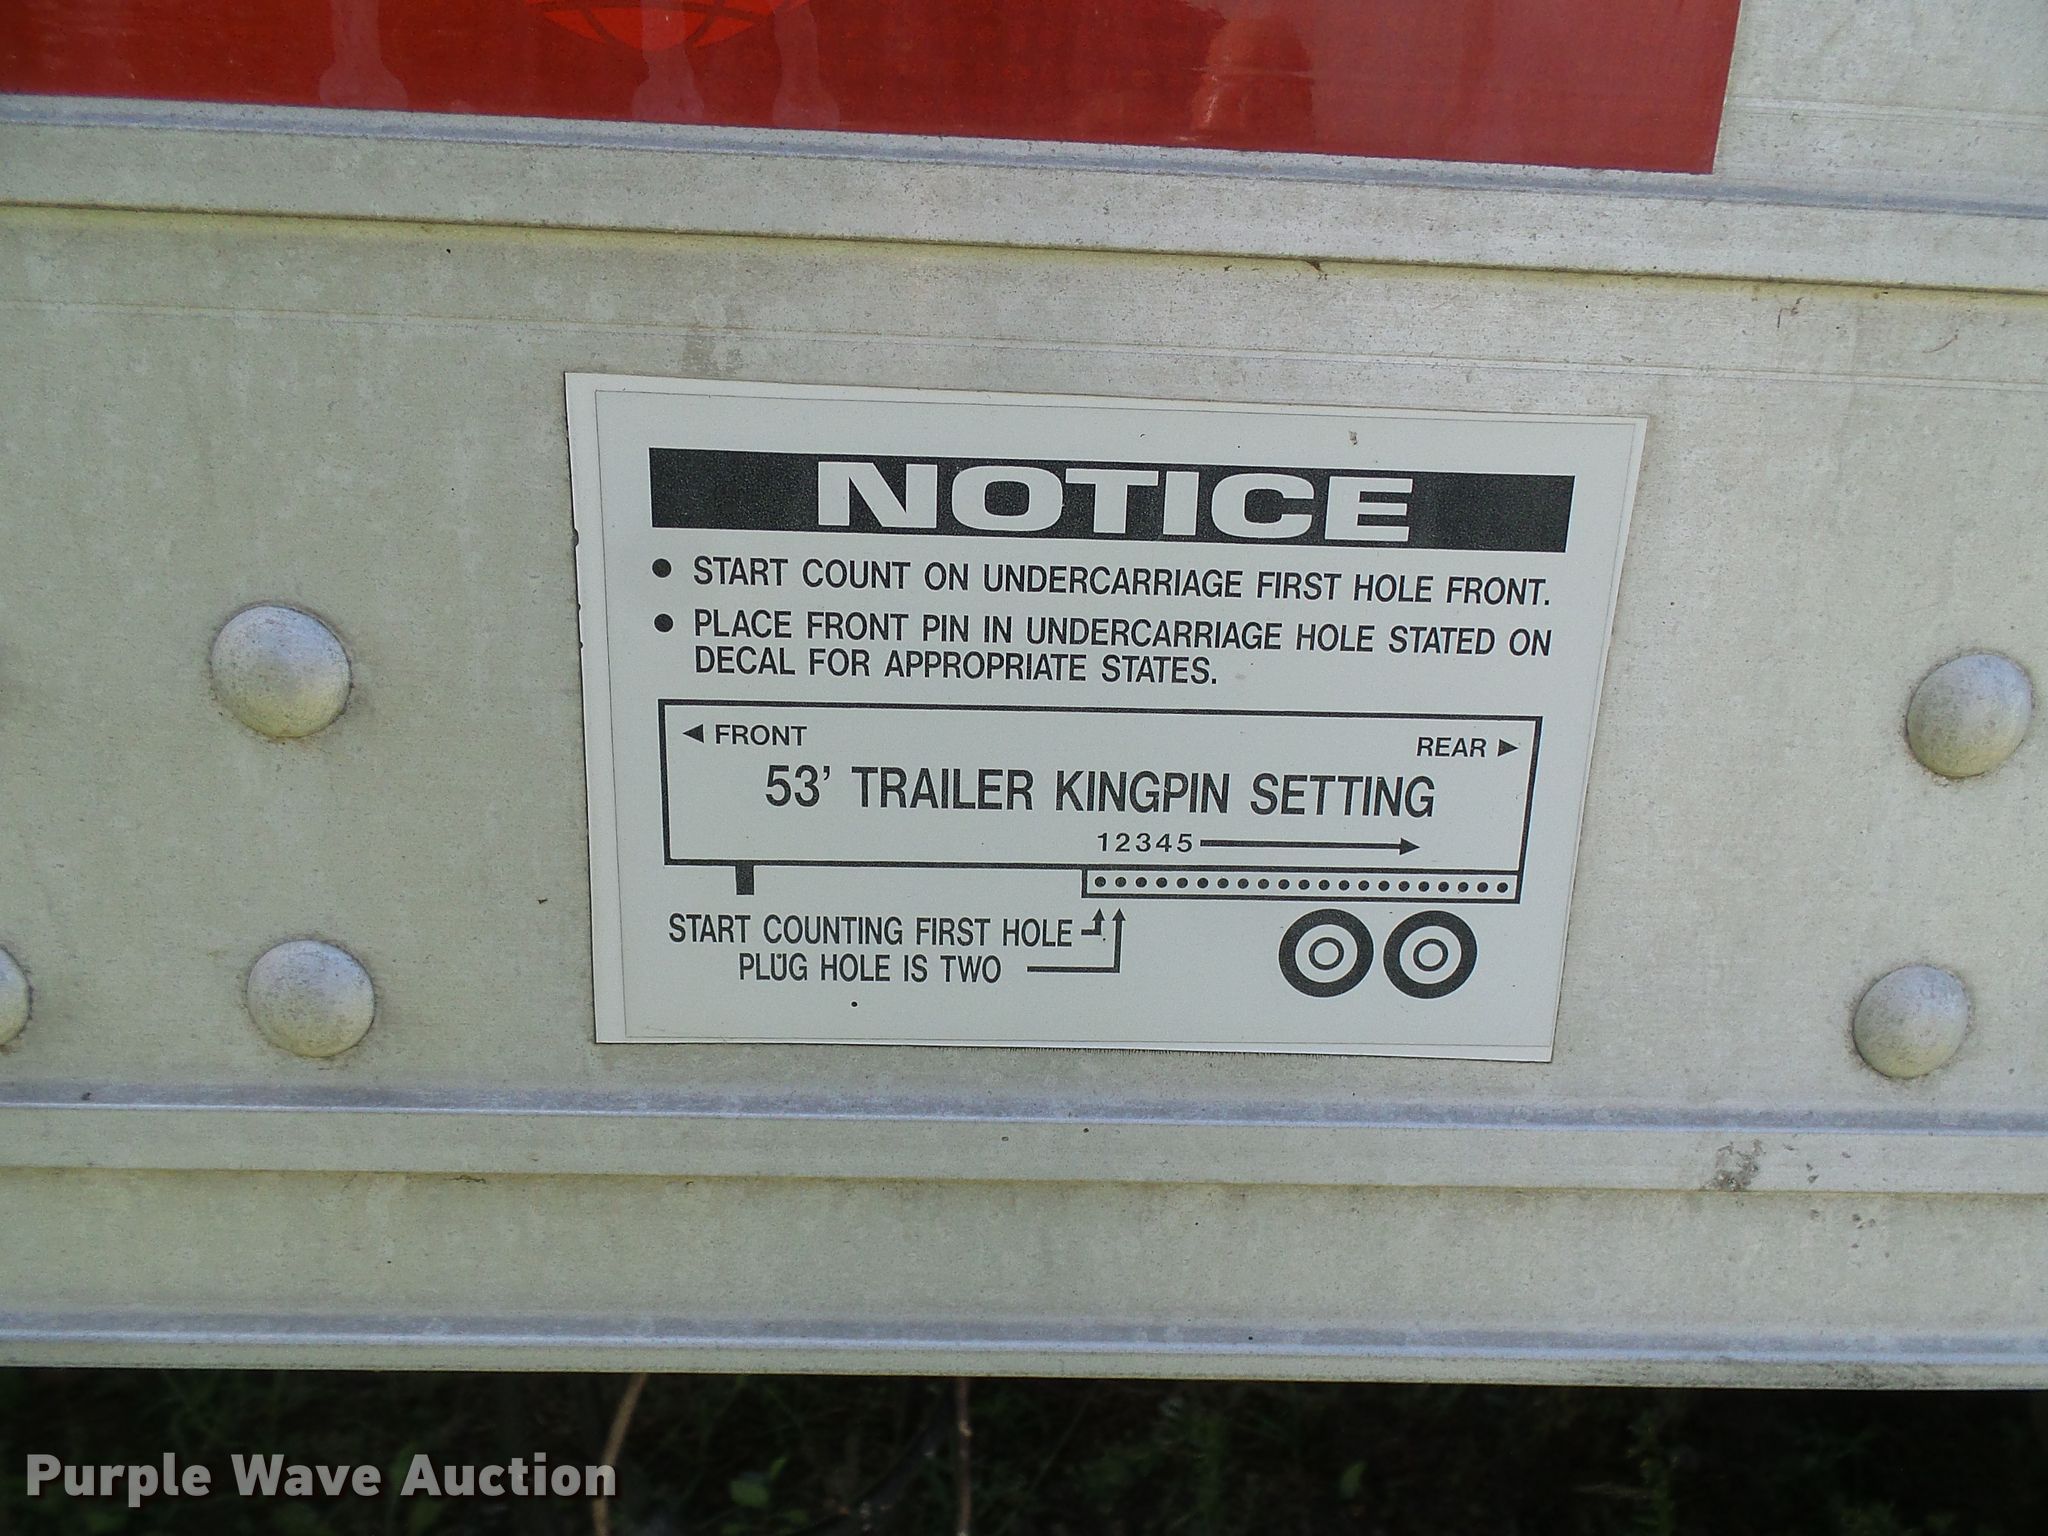 NOTICE
• START COUNT ON UNDERCARRIAGE FIRST HOLE FRONT.
• PLACE FRONT PIN IN UNDERCARRIAGE HOLE STATED ON
DECAL FOR APPROPRIATE STATES.
◄ FRONT
REAR ►
53' TRAILER KINGPIN SETTING
12345
START COUNTING FIRST HOLE
PLUG HOLE IS TWO
Purple Wave Auction